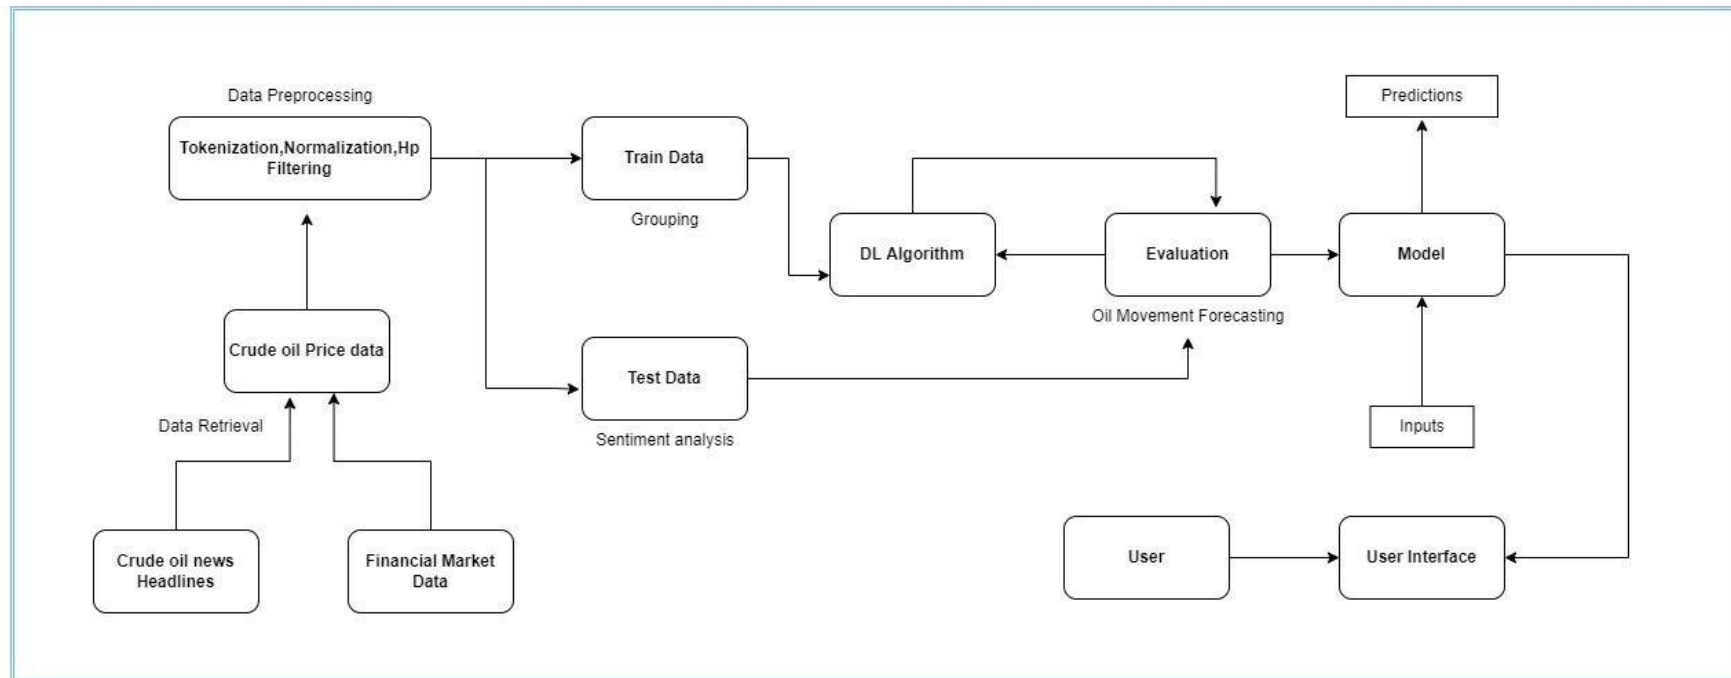 Data Preprocessing
Tokenization,Normalization,Hp
Filtering
Train Data
Grouping
Predictions
DL Algorithm
Evaluation
Model
Oil Movement Forecasting
Crude oil Price data
Test Data
Sentiment analysis
Data Retrieval
Inputs
Crude oil news
Headlines
Financial Market
Data
User
User Interface